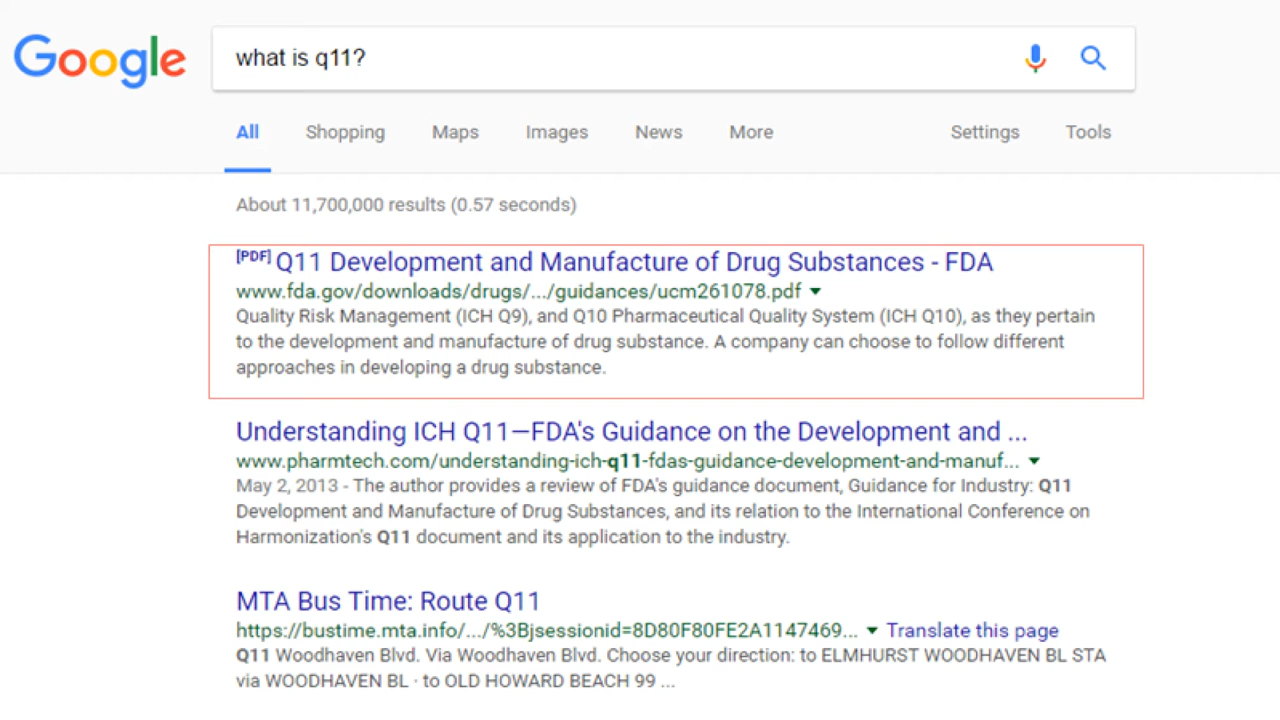 Google what is q11?
All Shopping Maps Images News More Settings Tools
About 11,700,000 results (0.57 seconds)
[PDF] Q11 Development and Manufacture of Drug Substances - FDA
www.fda.gov/downloads/drugs/.../guidances/ucm261078.pdf
Quality Risk Management (ICH Q9), and Q10 Pharmaceutical Quality System (ICH Q10), as they pertain
to the development and manufacture of drug substance. A company can choose to follow different
approaches in developing a drug substance.
Understanding ICH Q11—FDA's Guidance on the Development and ...
www.pharmtech.com/understanding-ich-q11-fdas-guidance-development-and-manuf...
May 2, 2013 - The author provides a review of FDA's guidance document, Guidance for Industry: Q11
Development and Manufacture of Drug Substances, and its relation to the International Conference on
Harmonization's Q11 document and its application to the industry.
MTA Bus Time: Route Q11
https://bustime.mta.info/.../%3Bjsessionid=8D80F80FE2A1147469... Translate this page
Q11 Woodhaven Blvd. Via Woodhaven Blvd. Choose your direction: to ELMHURST WOODHAVEN BL STA
via WOODHAVEN BL · to OLD HOWARD BEACH 99 ...